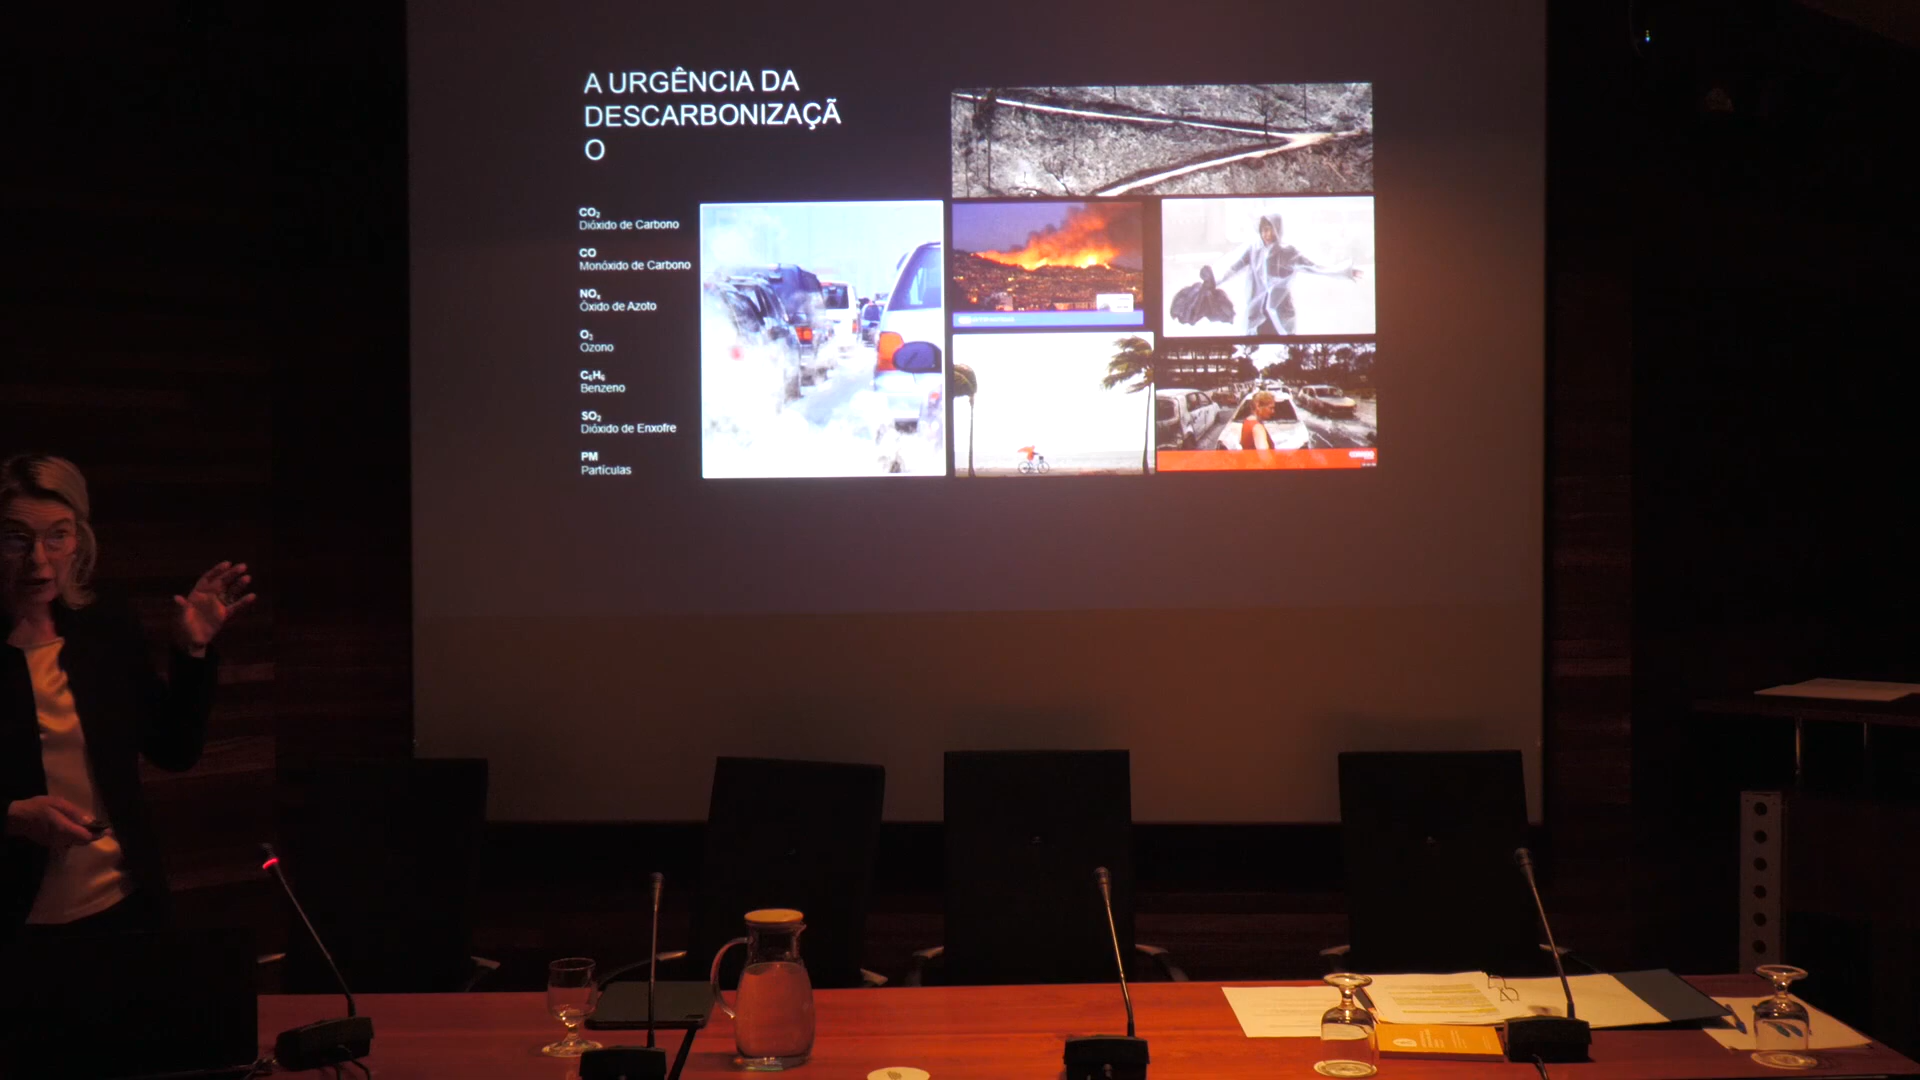 A URGÊNCIA DA
DESCARBONIZAÇÃ
O
CO₂
Dióxido de Carbono
CO
Monóxido de Carbono
NOₓ
Óxido de Azoto
O₃
Ozono
C₆H₆
Benzeno
SO₂
Dióxido de Enxofre
PM
Partículas